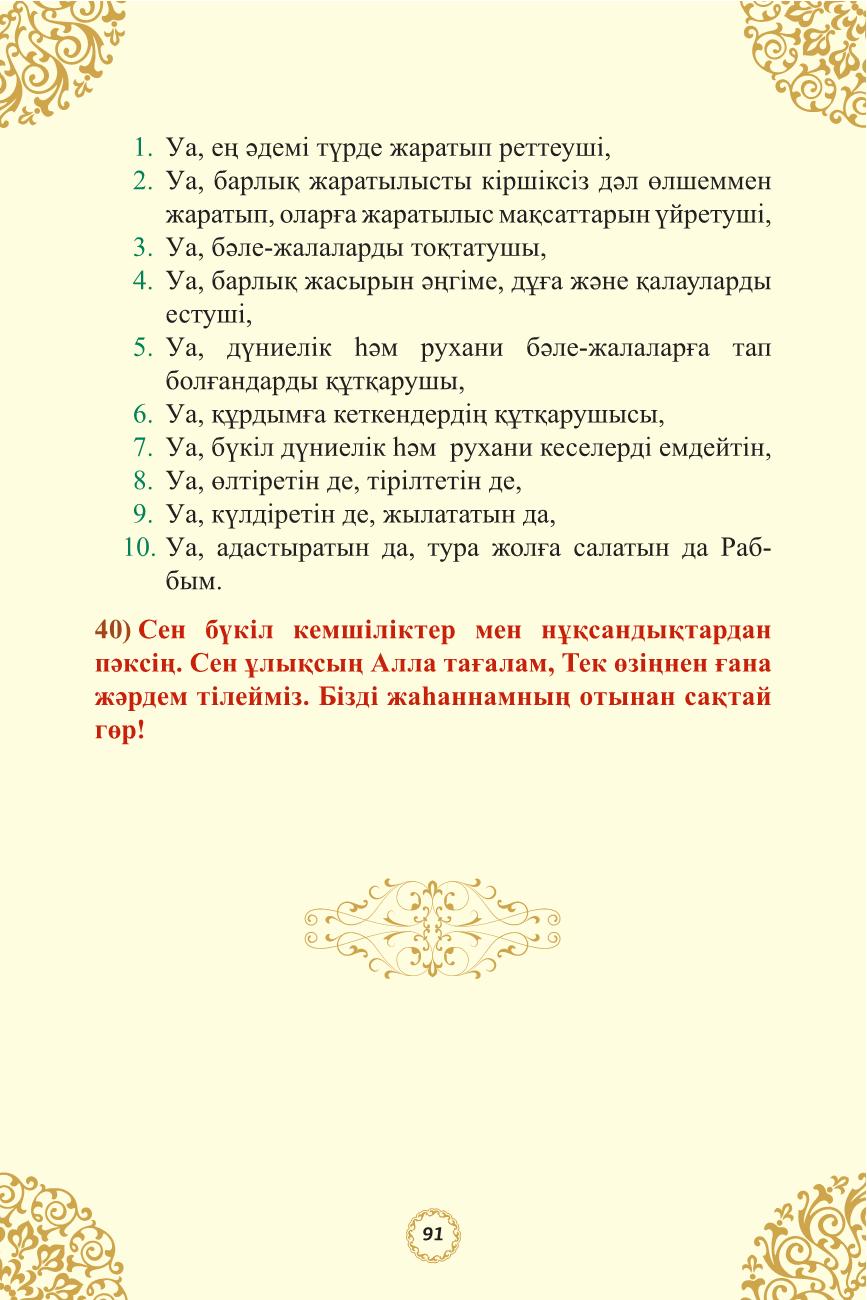 1. Уа, ең әдемі түрде жаратып реттеуші,
2. Уа, барлық жаратылысты кіршіксіз дәл өлшеммен
жаратып, оларға жаратылыс мақсаттарын үйретуші,
3. Уа, бәле-жалаларды тоқтатушы,
4. Уа, барлық жасырын әңгіме, дұға және қалауларды
естуші,
5. Уа, дүниелік һәм рухани бәле-жалаларға тап
болғандарды құтқарушы,
6. Уа, құрдымға кеткендердің құтқарушысы,
7. Уа, бүкіл дүниелік һәм рухани кеселерді емдейтін,
8. Уа, өлтіретін де, тірілтетін де,
9. Уа, күлдіретін де, жылататын да,
10. Уа, адастыратын да, тура жолға салатын да Раб-
бым.
40) Сен бүкіл кемшіліктер мен нұқсандықтардан
пәксің. Сен ұлықсың Алла тағалам, Тек өзіңнен ғана
жәрдем тілейміз. Бізді жаһаннамның отынан сақтай
гөр!
91